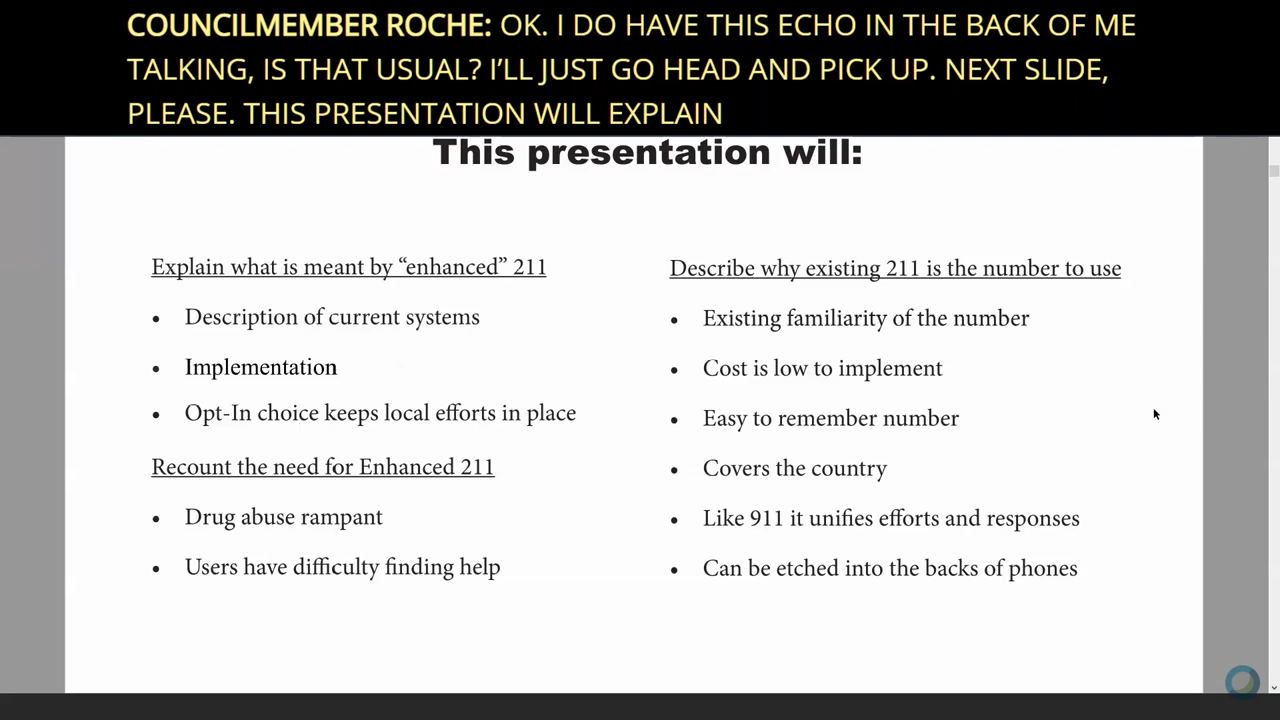 COUNCILMEMBER ROCHE: OK. I DO HAVE THIS ECHO IN THE BACK OF ME
TALKING, IS THAT USUAL? I'LL JUST GO HEAD AND PICK UP. NEXT SLIDE,
PLEASE. THIS PRESENTATION WILL EXPLAIN
This presentation will:
Explain what is meant by “enhanced” 211
• Description of current systems
• Implementation
• Opt-In choice keeps local efforts in place
Recount the need for Enhanced 211
• Drug abuse rampant
• Users have difficulty finding help
Describe why existing 211 is the number to use
• Existing familiarity of the number
• Cost is low to implement
• Easy to remember number
• Covers the country
• Like 911 it unifies efforts and responses
• Can be etched into the backs of phones